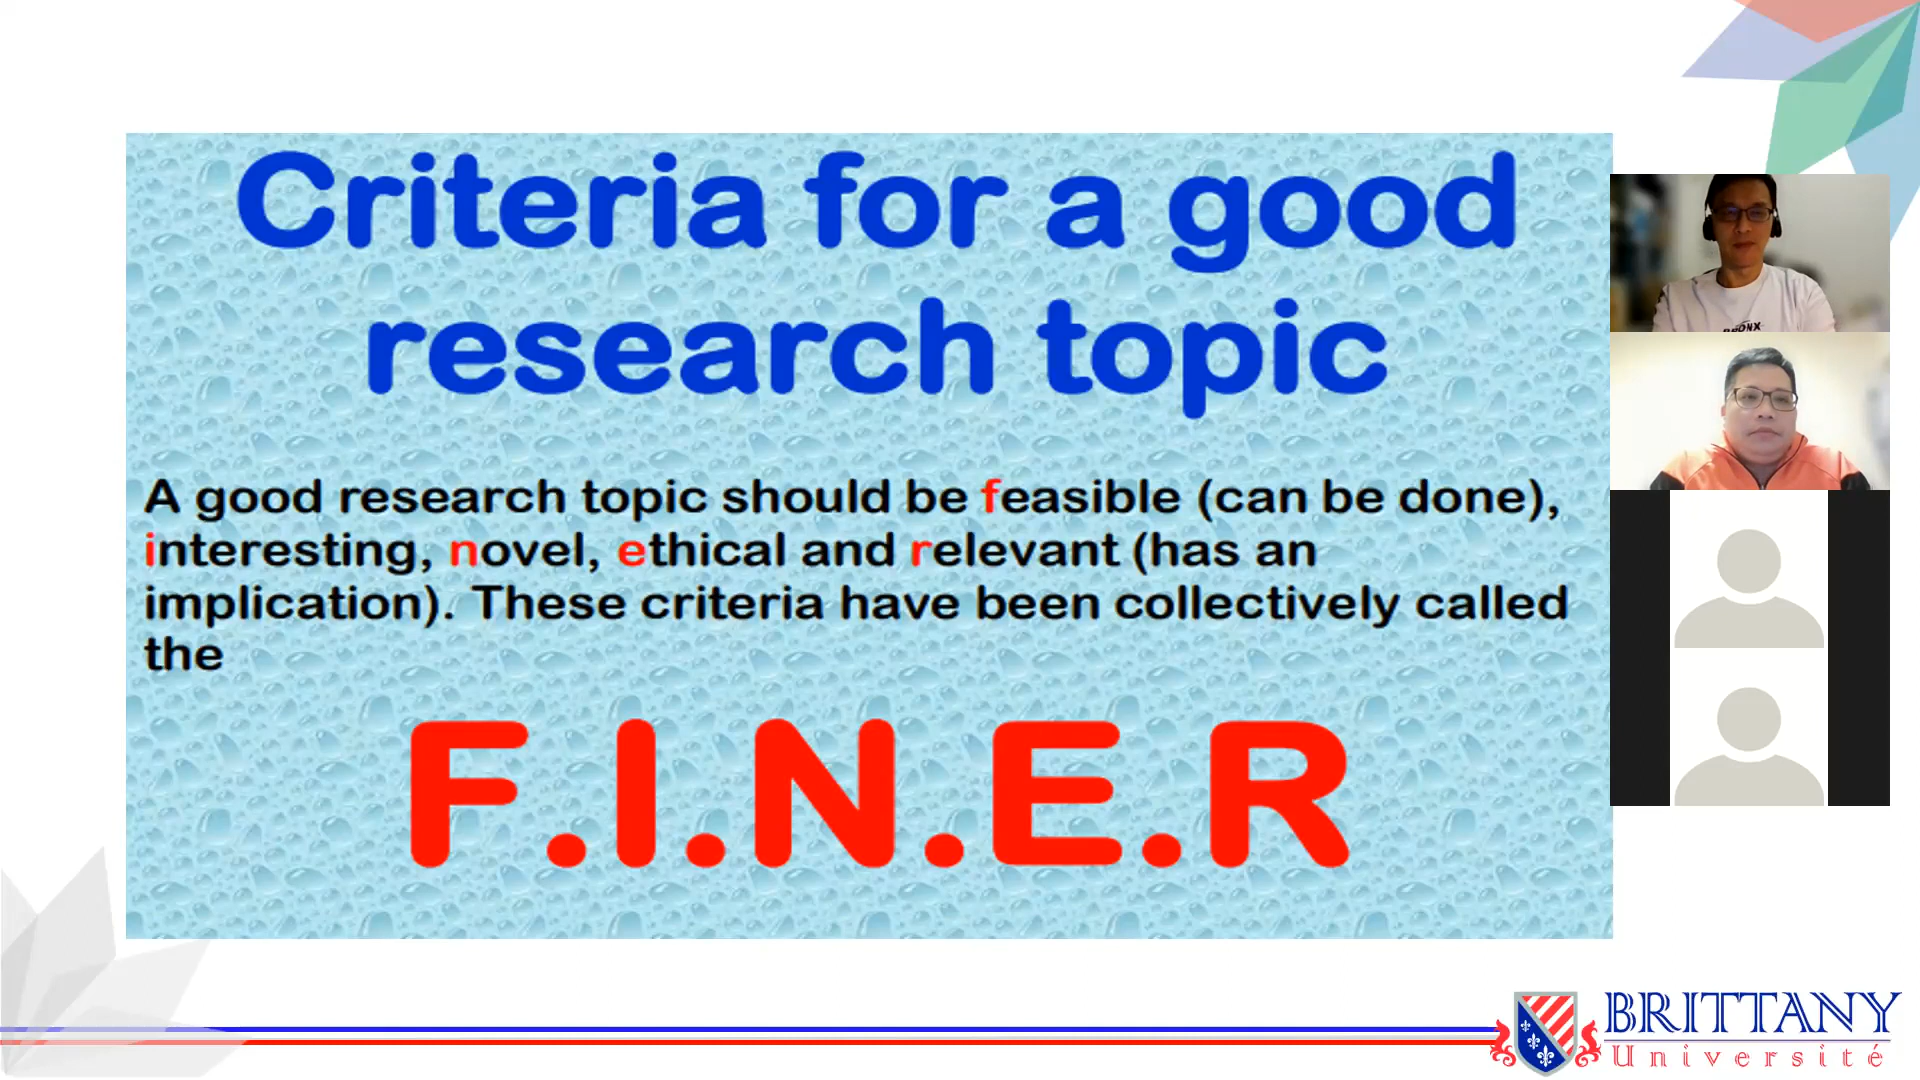 Criteria for a good
research topic
A good research topic should be feasible (can be done),
interesting, novel, ethical and relevant (has an
implication). These criteria have been collectively called
the
F.I.N.E.R
BRONX
BRITTANY
Université